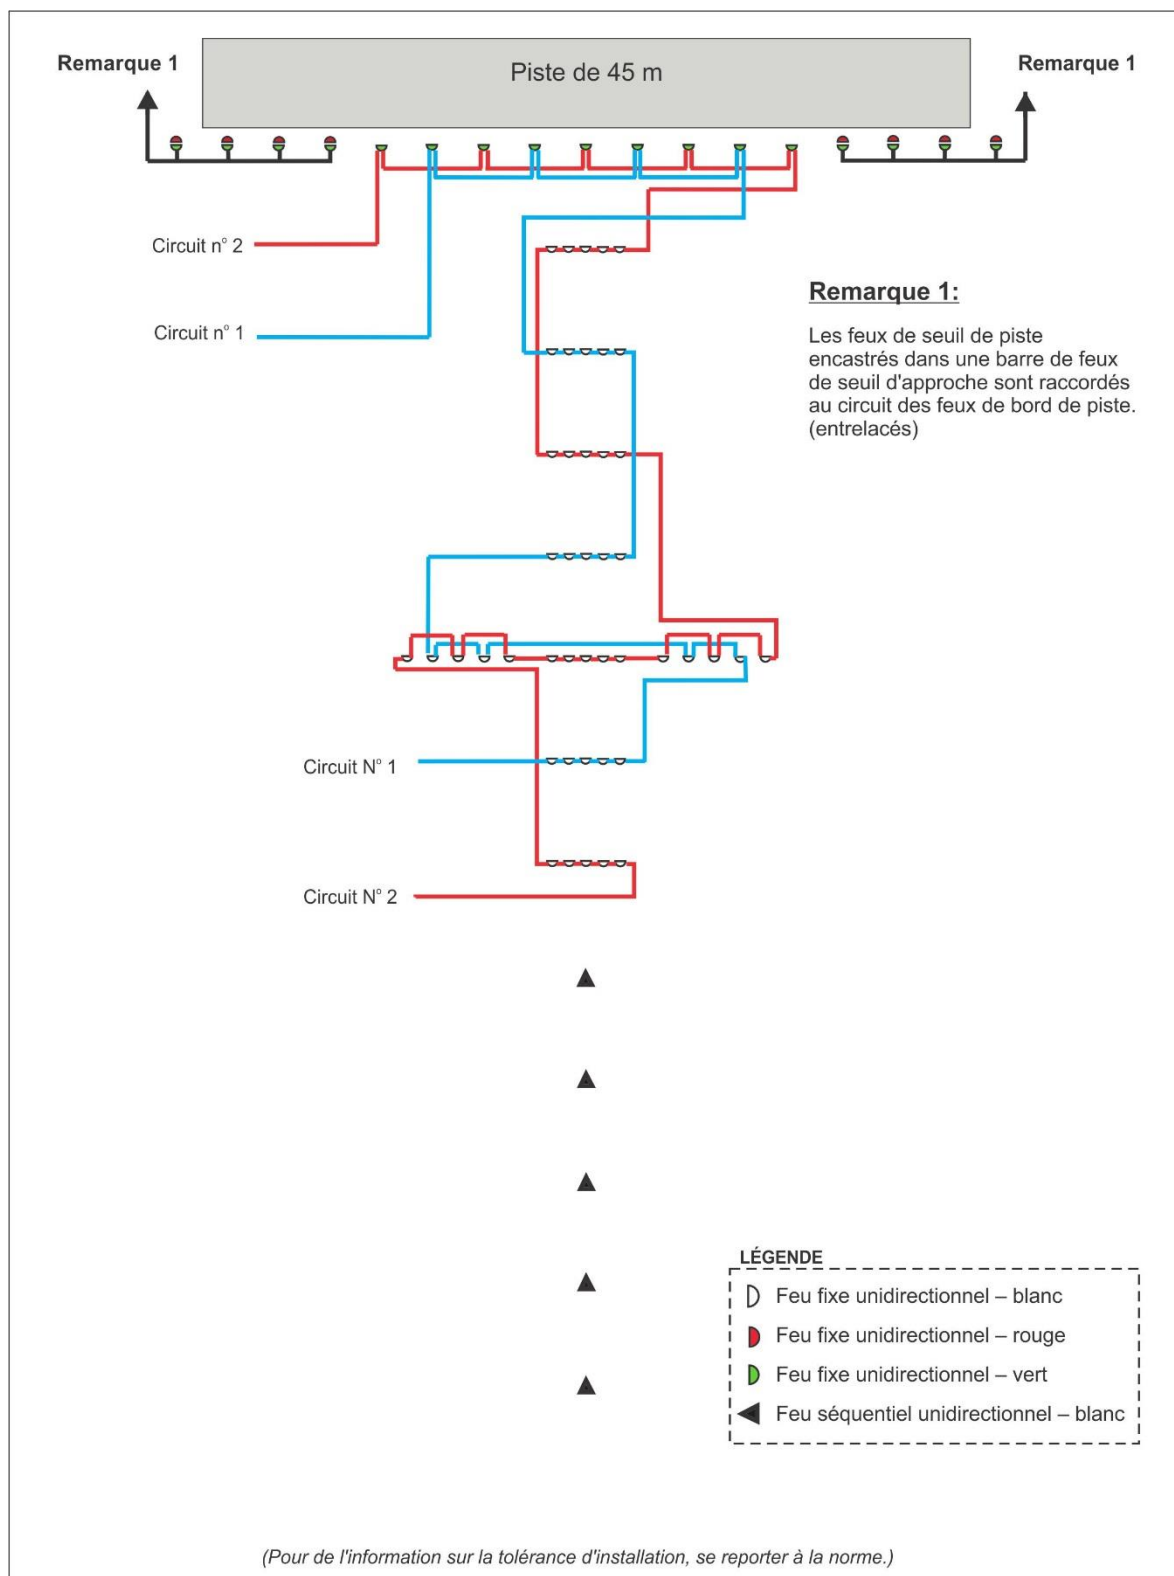 Piste de 45 m
Remarque 1
Remarque 1
Circuit n° 2
Circuit n° 1
Remarque 1:
Les feux de seuil de piste
encastrés dans une barre de feux
de seuil d'approche sont raccordés
au circuit des feux de bord de piste.
(entrelacés)
Circuit N° 1
Circuit N° 2
LÉGENDE
Feu fixe unidirectionnel – blanc
Feu fixe unidirectionnel – rouge
Feu fixe unidirectionnel – vert
Feu séquentiel unidirectionnel – blanc
(Pour de l'information sur la tolérance d'installation, se reporter à la norme.)